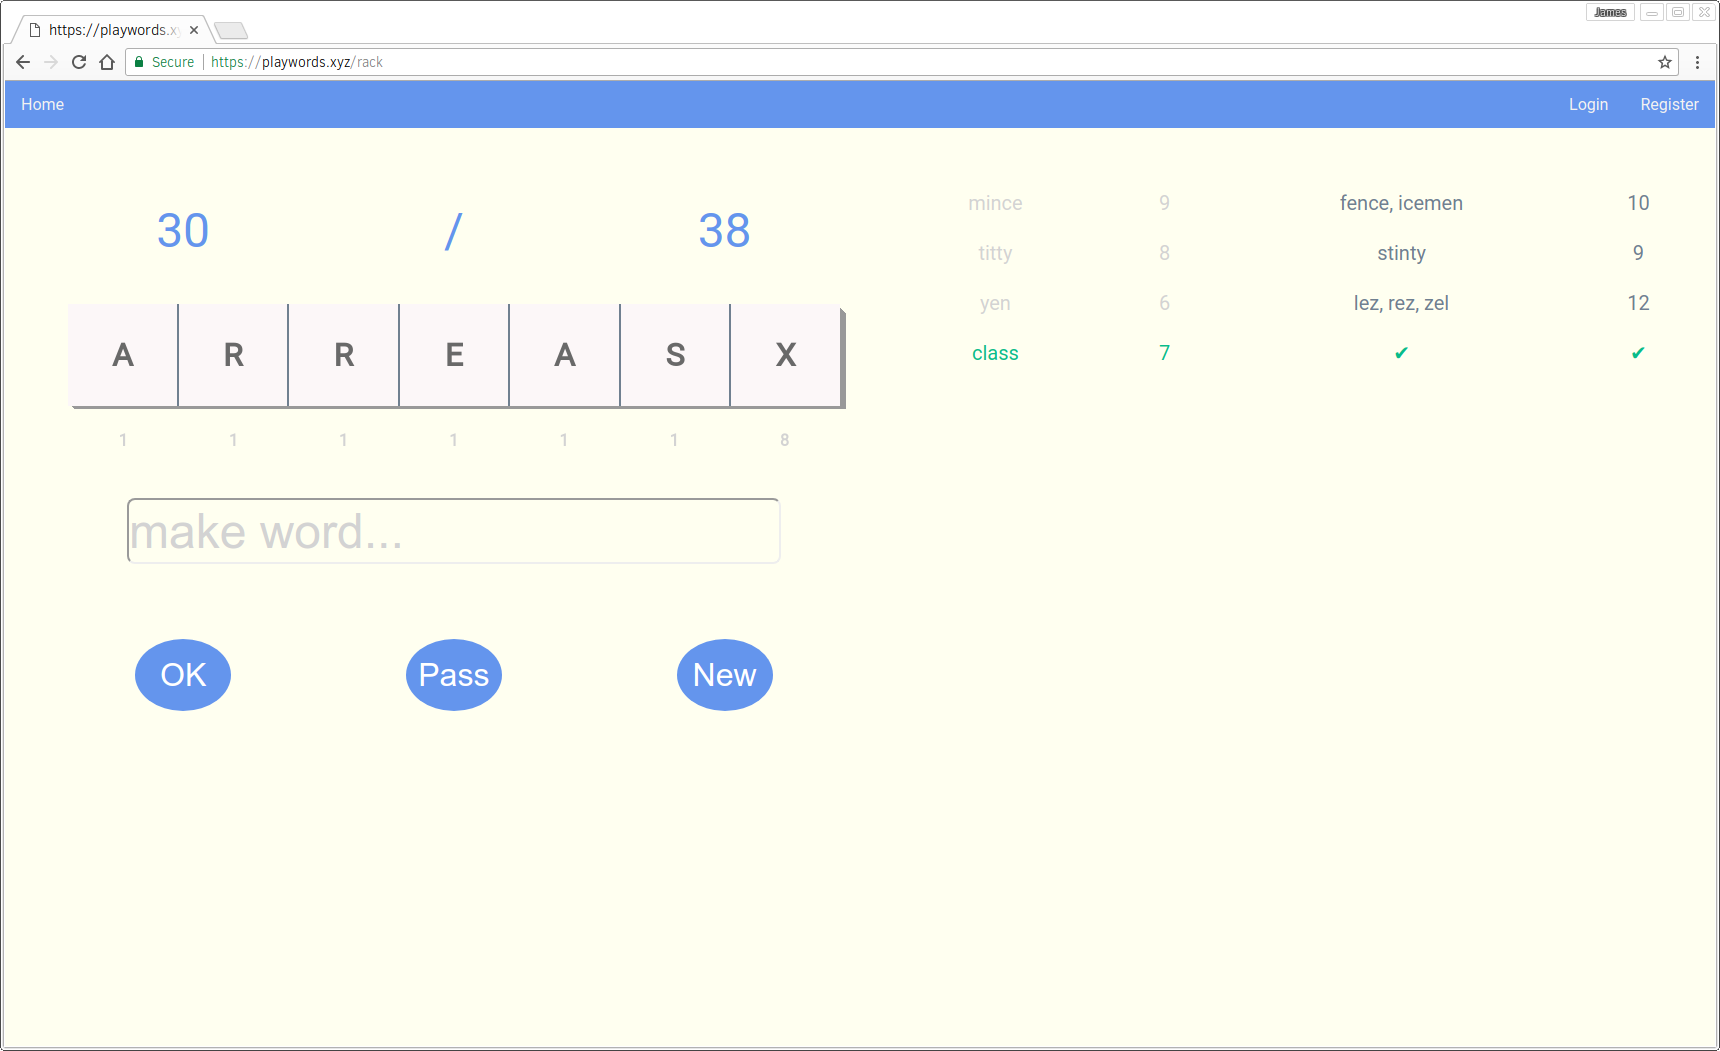 James
https://playwords.xy
Secure https://playwords.xyz/rack
Home Login Register
30 / 38
A R R E A S X
1 1 1 1 1 1 8
make word...
OK Pass New
mince 9 fence, icemen 10
titty 8 stinty 9
yen 6 lez, rez, zel 12
class 7 ✔ ✔